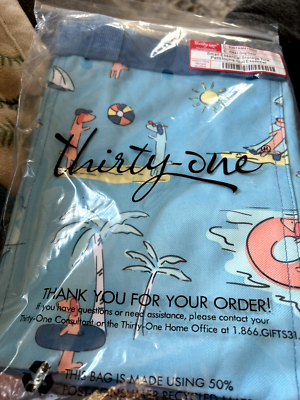 thirty-one
THANK YOU FOR YOUR ORDER!
If you have questions or need assistance, please contact your
Thirty-One Consultant or the Thirty-One Home Office at 1.866.GIFTS31.
THIS BAG IS MADE USING 50%